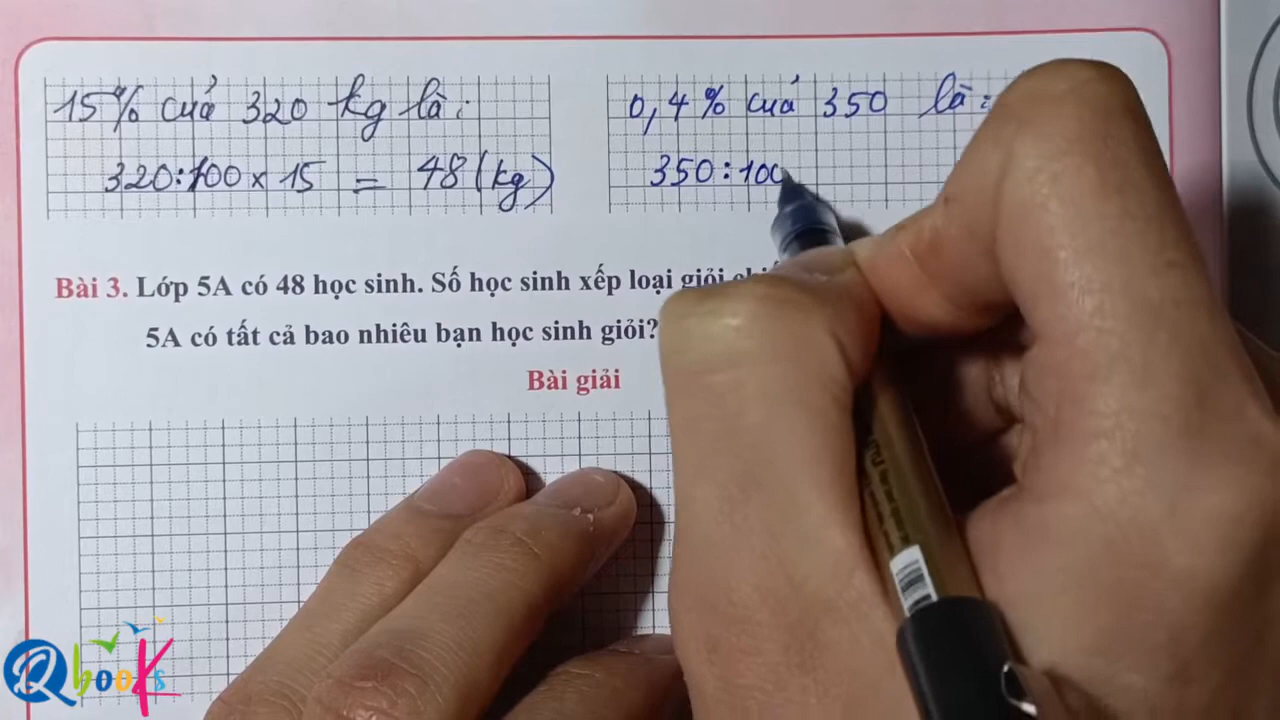 15% của 320 kg là:
320:100 x 15 = 48 (kg)
0,4% của 350 là:
350:100
Bài 3. Lớp 5A có 48 học sinh. Số học sinh xếp loại giỏi
5A có tất cả bao nhiêu bạn học sinh giỏi?
Bài giải
Qbooks